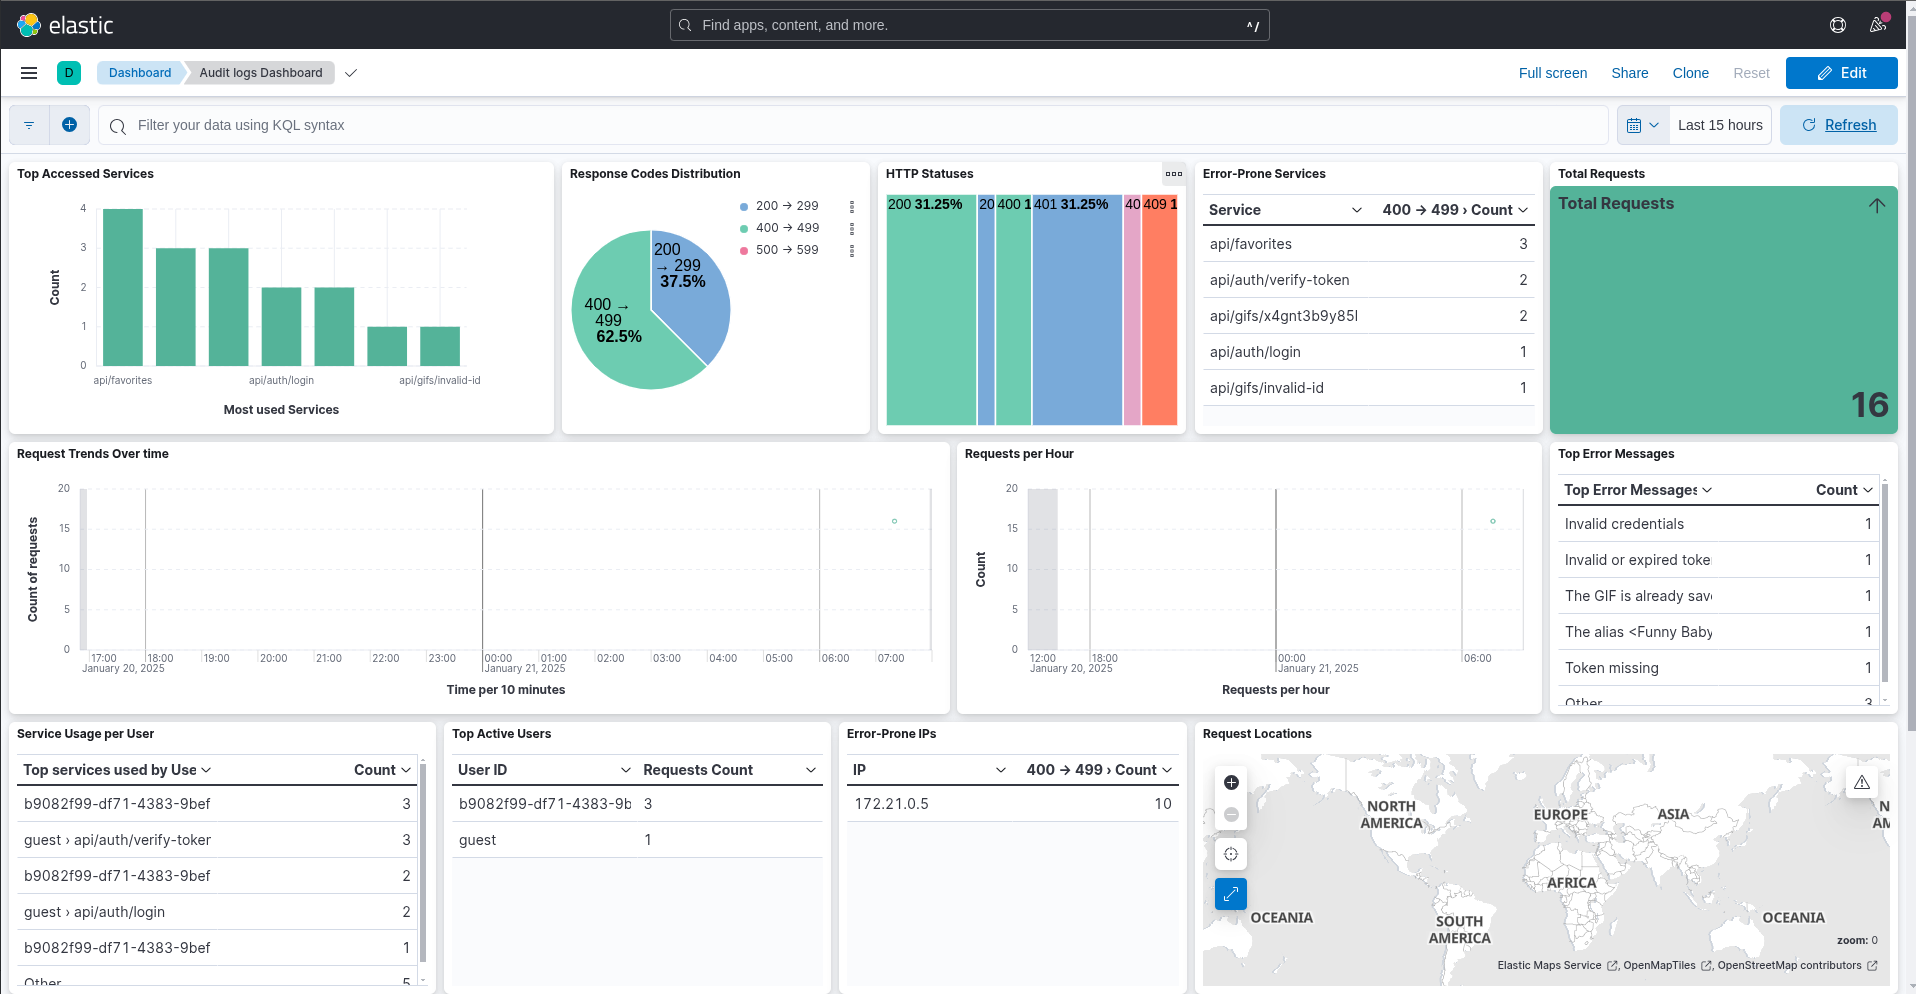 elastic
Find apps, content, and more.
^/
D
Dashboard
Audit logs Dashboard
Full screen
Share
Clone
Reset
Edit
Filter your data using KQL syntax
Last 15 hours
Refresh
Top Accessed Services
Count
4
3
2
1
0
api/favorites
api/auth/login
api/gifs/invalid-id
Most used Services
Response Codes Distribution
200 → 299
400 → 499
500 → 599
200
→ 299
37.5%
400 →
499
62.5%
HTTP Statuses
200 31.25%
20
400 1
401 31.25%
40
409 1
Error-Prone Services
Service
400 → 499 › Count
api/favorites 3
api/auth/verify-token 2
api/gifs/x4gnt3b9y85l 2
api/auth/login 1
api/gifs/invalid-id 1
Total Requests
Total Requests
16
Request Trends Over time
Count of requests
20
15
10
5
0
17:00 18:00 19:00 20:00 21:00 22:00 23:00 00:00 01:00 02:00 03:00 04:00 05:00 06:00 07:00
January 20, 2025 January 21, 2025
Time per 10 minutes
Requests per Hour
Count
20
15
10
5
0
12:00 18:00 00:00 06:00
January 20, 2025 January 21, 2025
Requests per hour
Top Error Messages
Top Error Messages Count
Invalid credentials 1
Invalid or expired toke 1
The GIF is already save 1
The alias <Funny Baby 1
Token missing 1
Other 3
Service Usage per User
Top services used by Use Count
b9082f99-df71-4383-9bef 3
guest › api/auth/verify-toker 3
b9082f99-df71-4383-9bef 2
guest › api/auth/login 2
b9082f99-df71-4383-9bef 1
Other 5
Top Active Users
User ID Requests Count
b9082f99-df71-4383-9b 3
guest 1
Error-Prone IPs
IP 400 → 499 › Count
172.21.0.5 10
Request Locations
NORTH
AMERICA
EUROPE
ASIA
N
AM
AFRICA
OCEANIA
SOUTH
AMERICA
OCEANIA
zoom: 0
Elastic Maps Service , OpenMapTiles , OpenStreetMap contributors